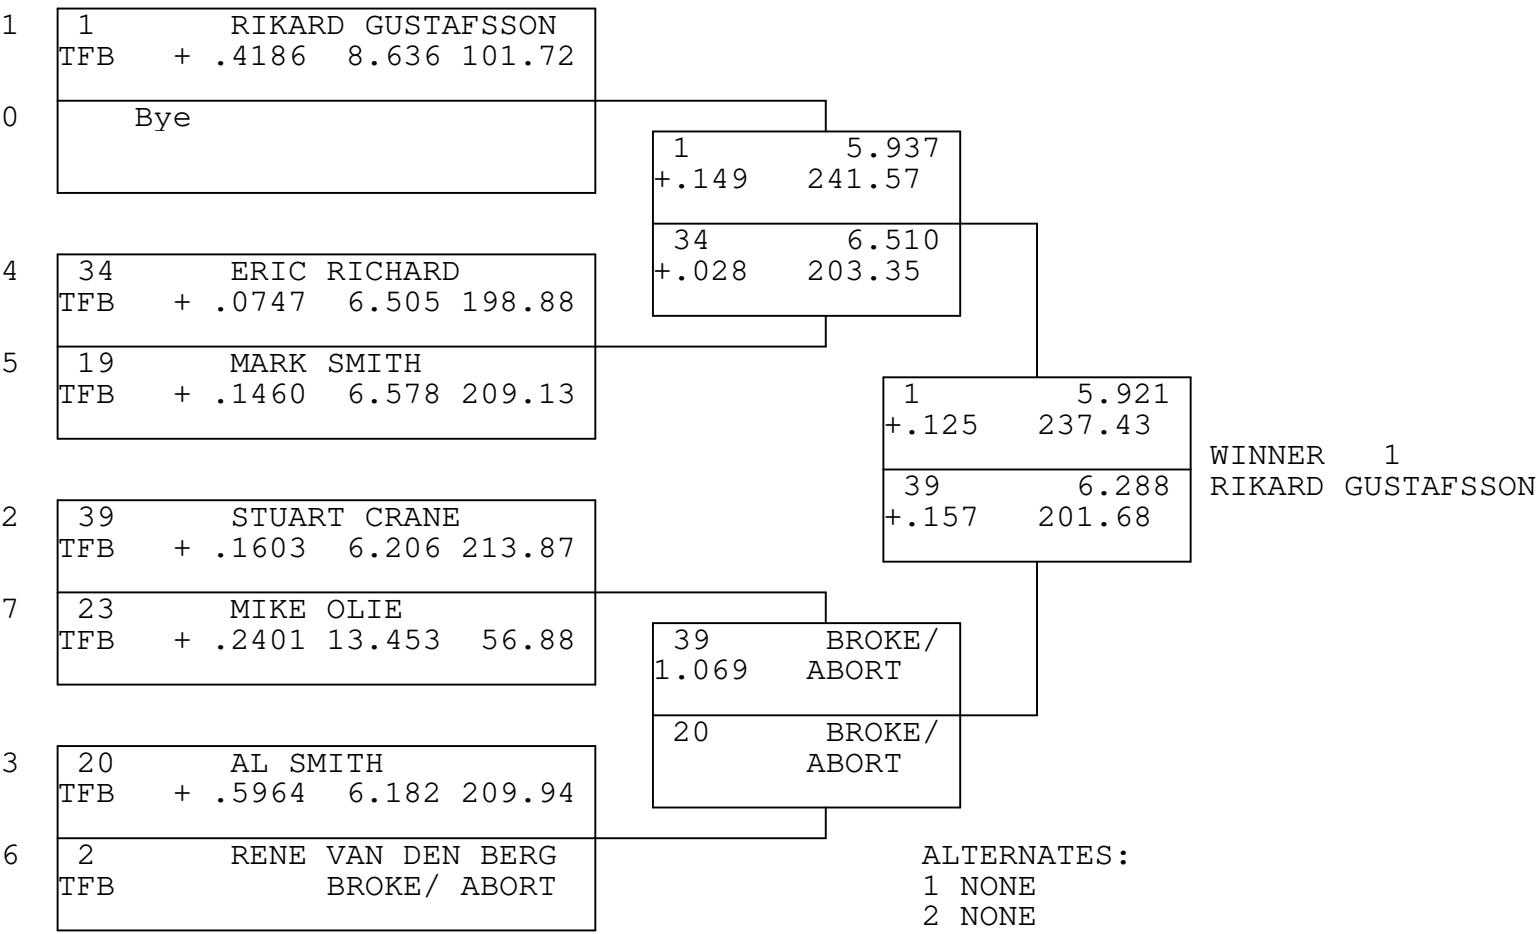 1 1 RIKARD GUSTAFSSON
TFB + .4186 8.636 101.72
0 Bye
4 34 ERIC RICHARD
TFB + .0747 6.505 198.88
5 19 MARK SMITH
TFB + .1460 6.578 209.13
2 39 STUART CRANE
TFB + .1603 6.206 213.87
7 23 MIKE OLIE
TFB + .2401 13.453 56.88
3 20 AL SMITH
TFB + .5964 6.182 209.94
6 2 RENE VAN DEN BERG
TFB BROKE/ ABORT
1 5.937
+.149 241.57
34 6.510
+.028 203.35
39 BROKE/
1.069 ABORT
20 BROKE/
ABORT
1 5.921
+.125 237.43
39 6.288
+.157 201.68
WINNER 1
RIKARD GUSTAFSSON
ALTERNATES:
1 NONE
2 NONE